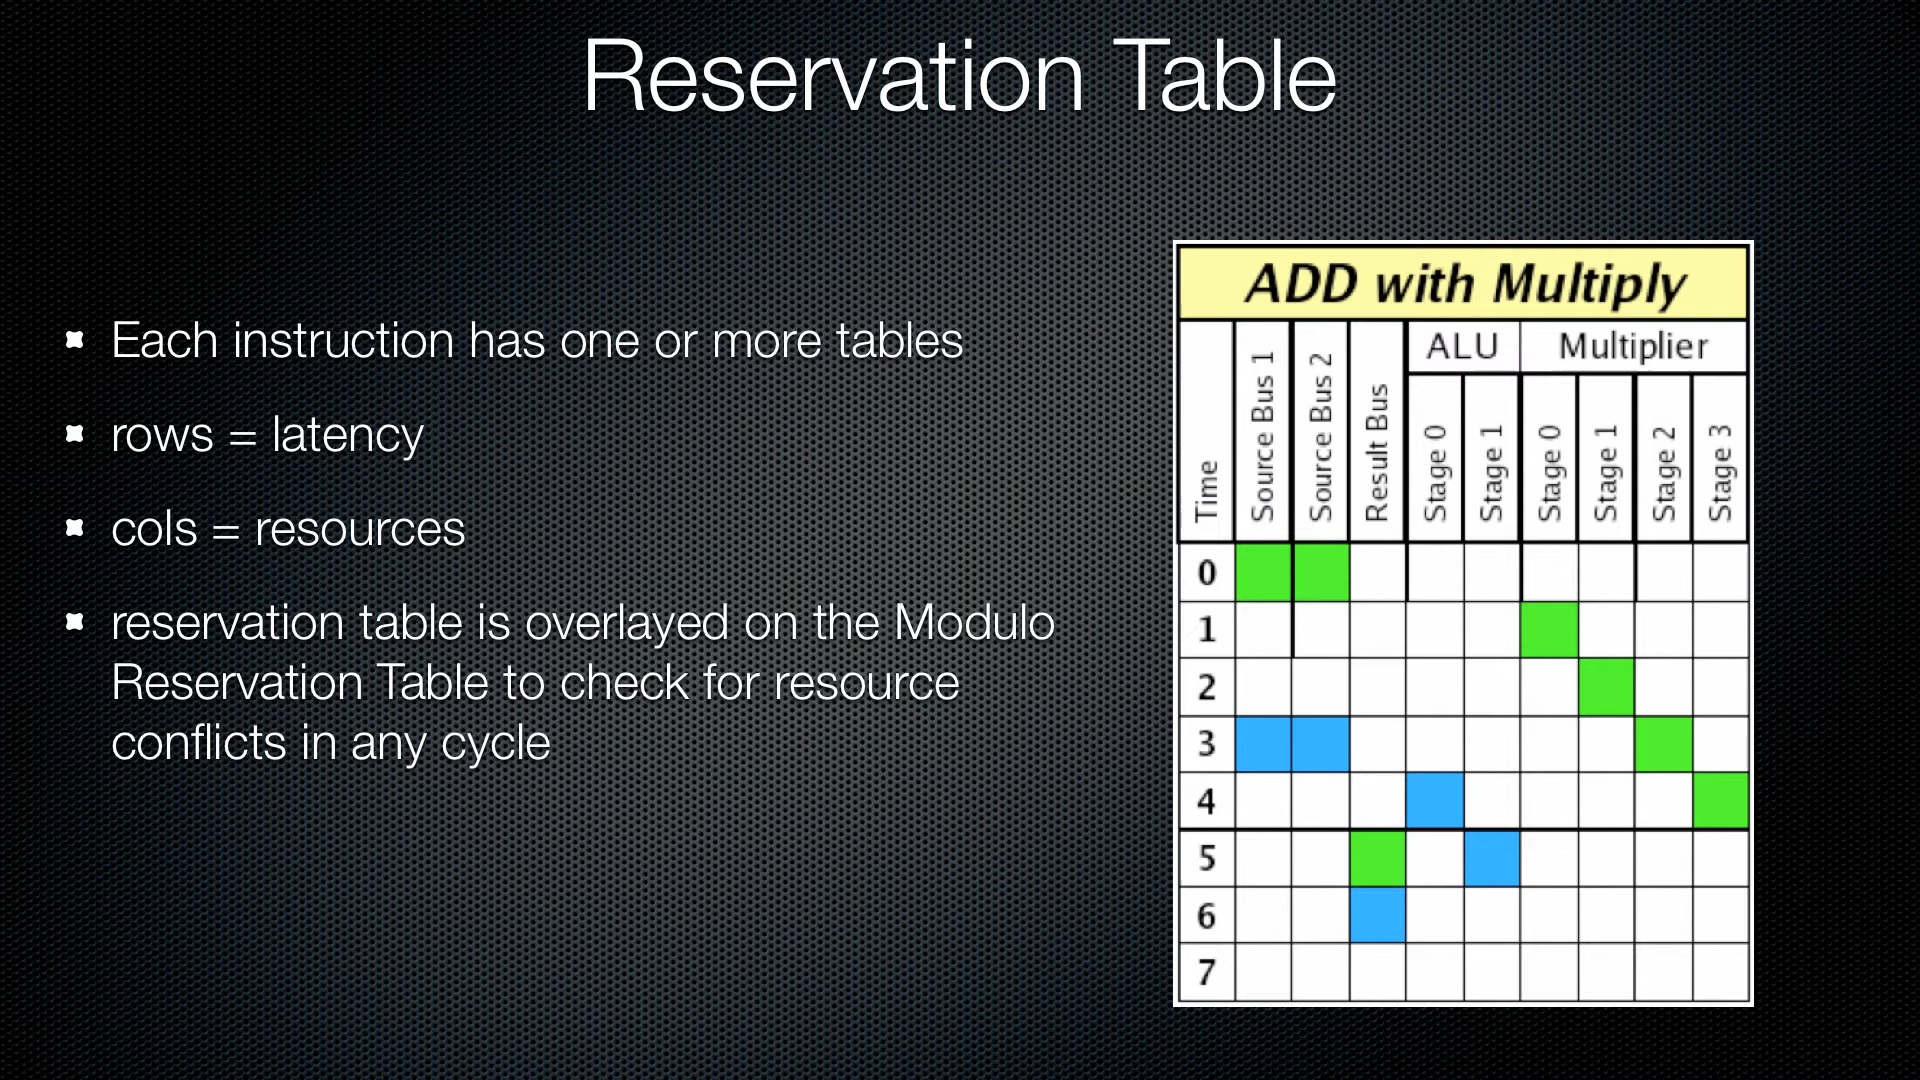 Reservation Table
Each instruction has one or more tables
rows = latency
cols = resources
reservation table is overlayed on the Modulo
Reservation Table to check for resource
conflicts in any cycle
ADD with Multiply
Time
Source Bus 1
Source Bus 2
Result Bus
ALU
Multiplier
Stage 0
Stage 1
Stage 0
Stage 1
Stage 2
Stage 3
0
1
2
3
4
5
6
7